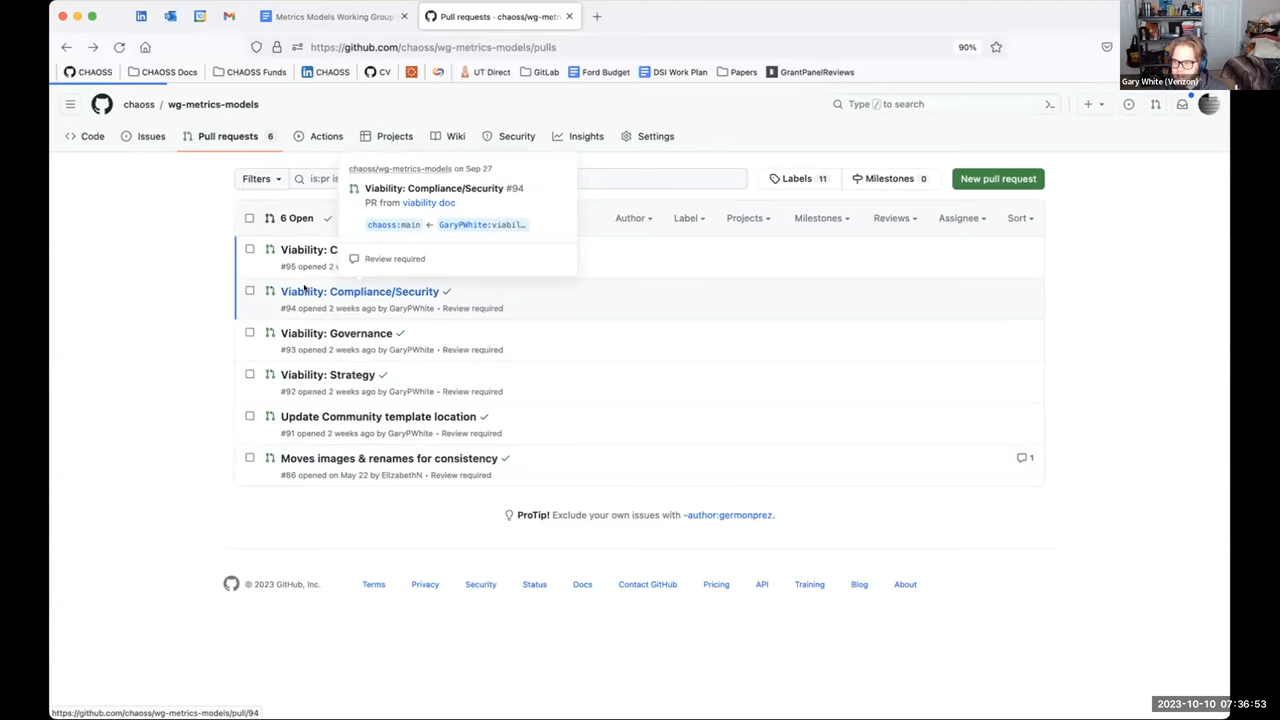 Metrics Models Working Group
Pull requests · chaoss/wg-metri
https://github.com/chaoss/wg-metrics-models/pulls
90%
CHAOSS
CHAOSS Docs
CHAOSS Funds
CHAOSS
CV
UT Direct
GitLab
Ford Budget
DSI Work Plan
Papers
GrantPanelReviews
Gary White (Verizon)
chaoss / wg-metrics-models
Type / to search
Code
Issues
Pull requests 6
Actions
Projects
Wiki
Security
Insights
Settings
Filters
is:pr is
Labels 11
Milestones 0
New pull request
chaoss/wg-metrics-models on Sep 27
Viability: Compliance/Security #94
PR from viability doc
chaoss:main ← GaryPWhite:viabil…
Review required
6 Open
Author
Label
Projects
Milestones
Reviews
Assignee
Sort
Viability: C
#95 opened 2 w
Viability: Compliance/Security
#94 opened 2 weeks ago by GaryPWhite • Review required
Viability: Governance
#93 opened 2 weeks ago by GaryPWhite • Review required
Viability: Strategy
#92 opened 2 weeks ago by GaryPWhite • Review required
Update Community template location
#91 opened 2 weeks ago by GaryPWhite • Review required
Moves images & renames for consistency
1
#86 opened on May 22 by ElizabethN • Review required
ProTip! Exclude your own issues with -author:germonprez.
© 2023 GitHub, Inc.
Terms
Privacy
Security
Status
Docs
Contact GitHub
Pricing
API
Training
Blog
About
https://github.com/chaoss/wg-metrics-models/pull/94
2023-10-10 07:36:53